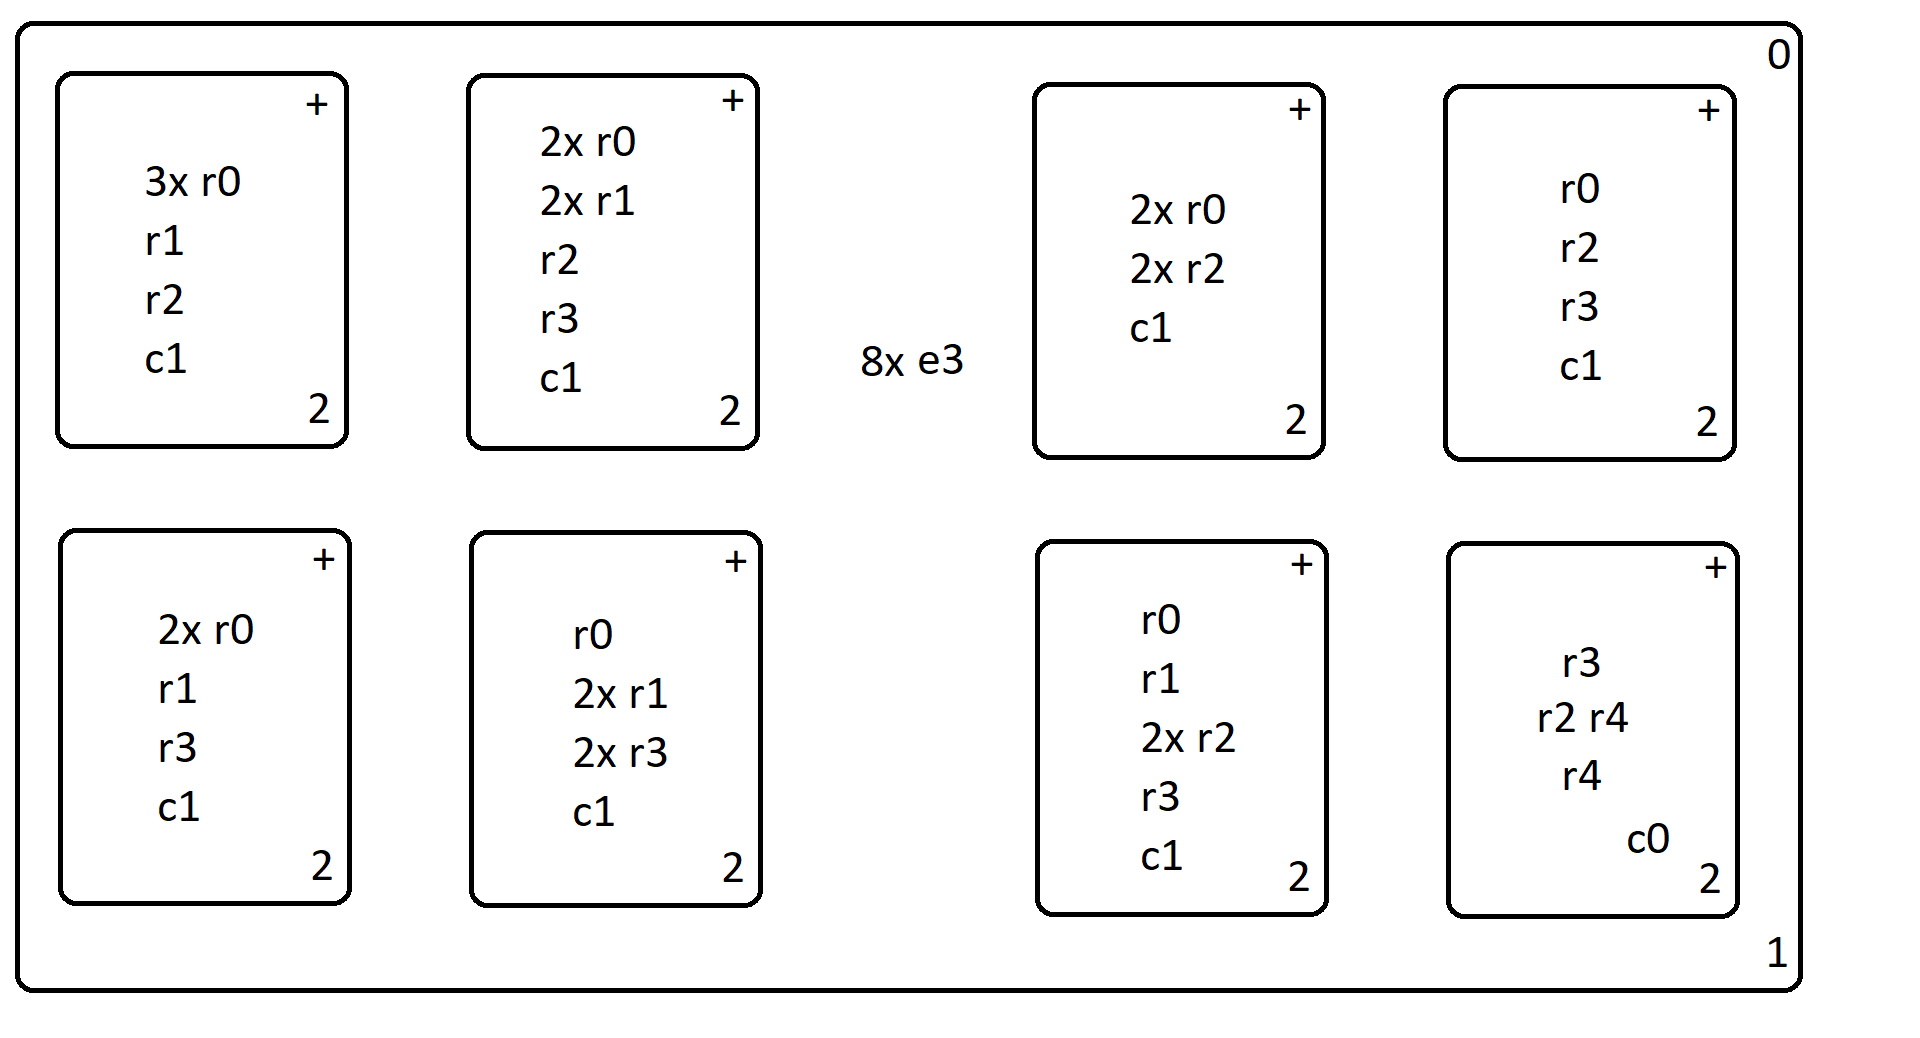 0
+
3x r0
r1
r2
c1
2
+
2x r0
2x r1
r2
r3
c1
2
8x e3
+
2x r0
2x r2
c1
2
+
r0
r2
r3
c1
2
+
2x r0
r1
r3
c1
2
+
r0
2x r1
2x r3
c1
2
+
r0
r1
2x r2
r3
c1
2
+
r3
r2 r4
r4
c0
2
1